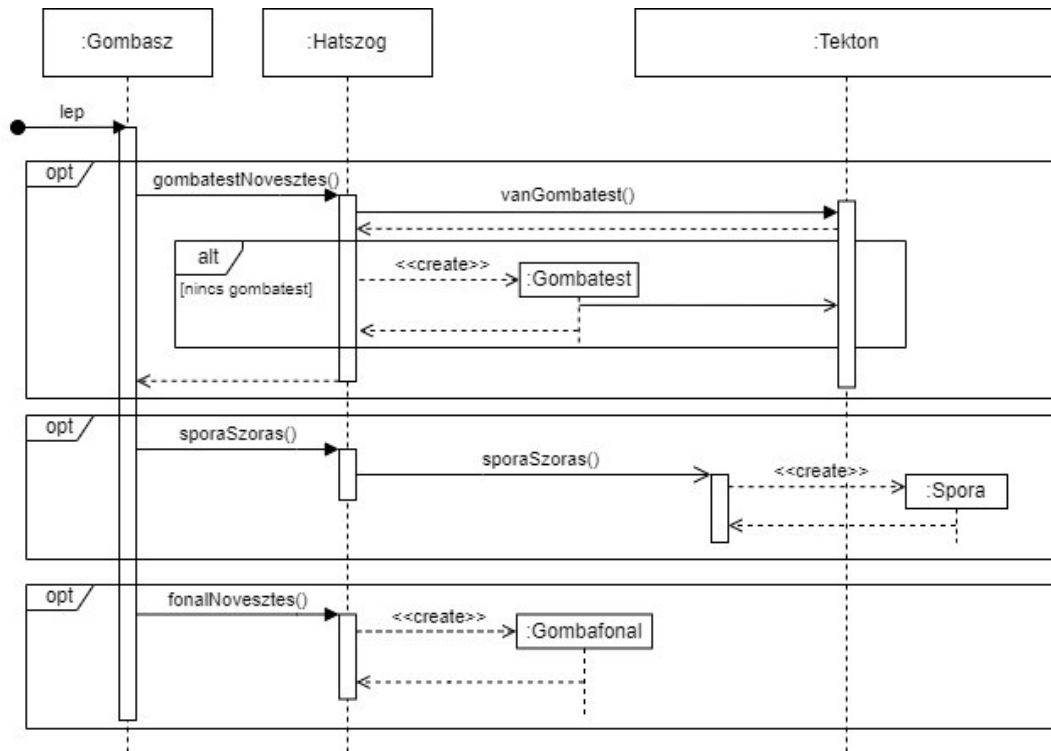 :Gombasz
:Hatszog
:Tekton
lep
opt
gombatestNovesztes()
vanGombatest()
alt
<<create>>
:Gombatest
[nincs gombatest]
opt
sporaSzoras()
sporaSzoras()
<<create>>
:Spora
opt
fonalNovesztes()
<<create>>
:Gombafonal